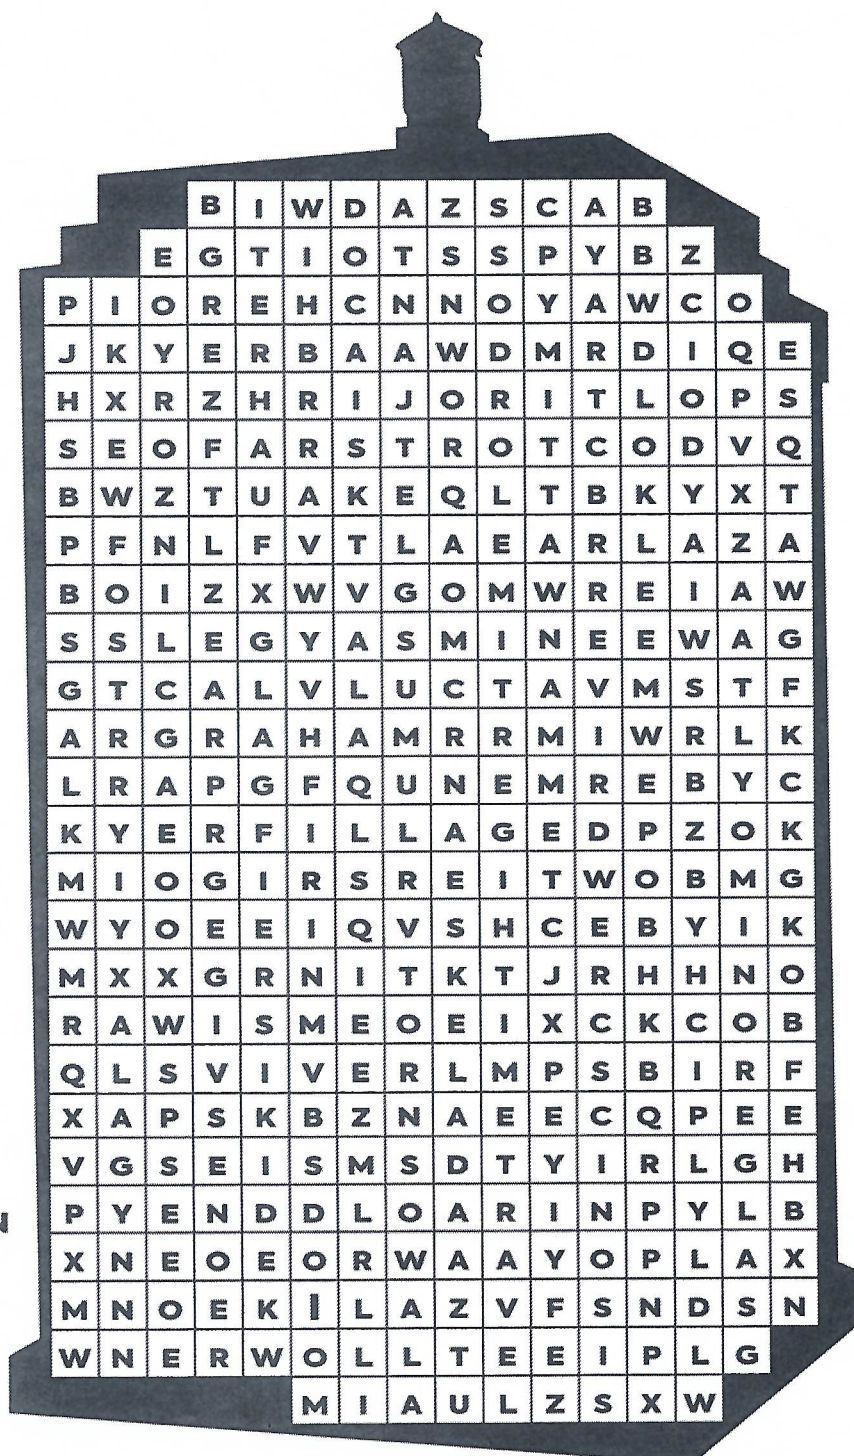 B I W D A Z S C A B
E G T I O T S S P Y B Z
P I O R E H C N N O Y A W C O
J K Y E R B A A W D M R D I Q E
H X R Z H R I J O R I T L O P S
S E O F A R S T R O T C O D V Q
B W Z T U A K E Q L T B K Y X T
P F N L F V T L A E A R L A Z A
B O I Z X W V G O M W R E I A W
S S L E G Y A S M I N E E W A G
G T C A L V L U C T A V M S T F
A R G R A H A M R R M I W R L K
L R A P G F Q U N E M R E B Y C
K Y E R F I L L A G E D P Z O K
M I O G I R S R E I T W O B M G
W Y O E E I Q V S H C E B Y I K
M X X G R N I T K T J R H H N O
R A W I S M E O E I X C K C O B
Q L S V I V E R L M P S B I R F
X A P S K B Z N A E E C Q P E E
V G S E I S M S D T Y I R L G H
P Y E N D D L O A R I N P Y L B
X N E O E O R W A A Y O P L A X
M N O E K I L A Z V F S N D S N
W N E R W O L L T E E I P L G
M I A U L Z S X W